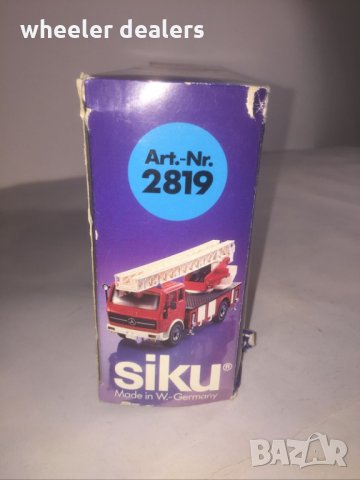 wheeler dealers
Art.-Nr.
2819
siku®
Made in W.-Germany
BAZAR